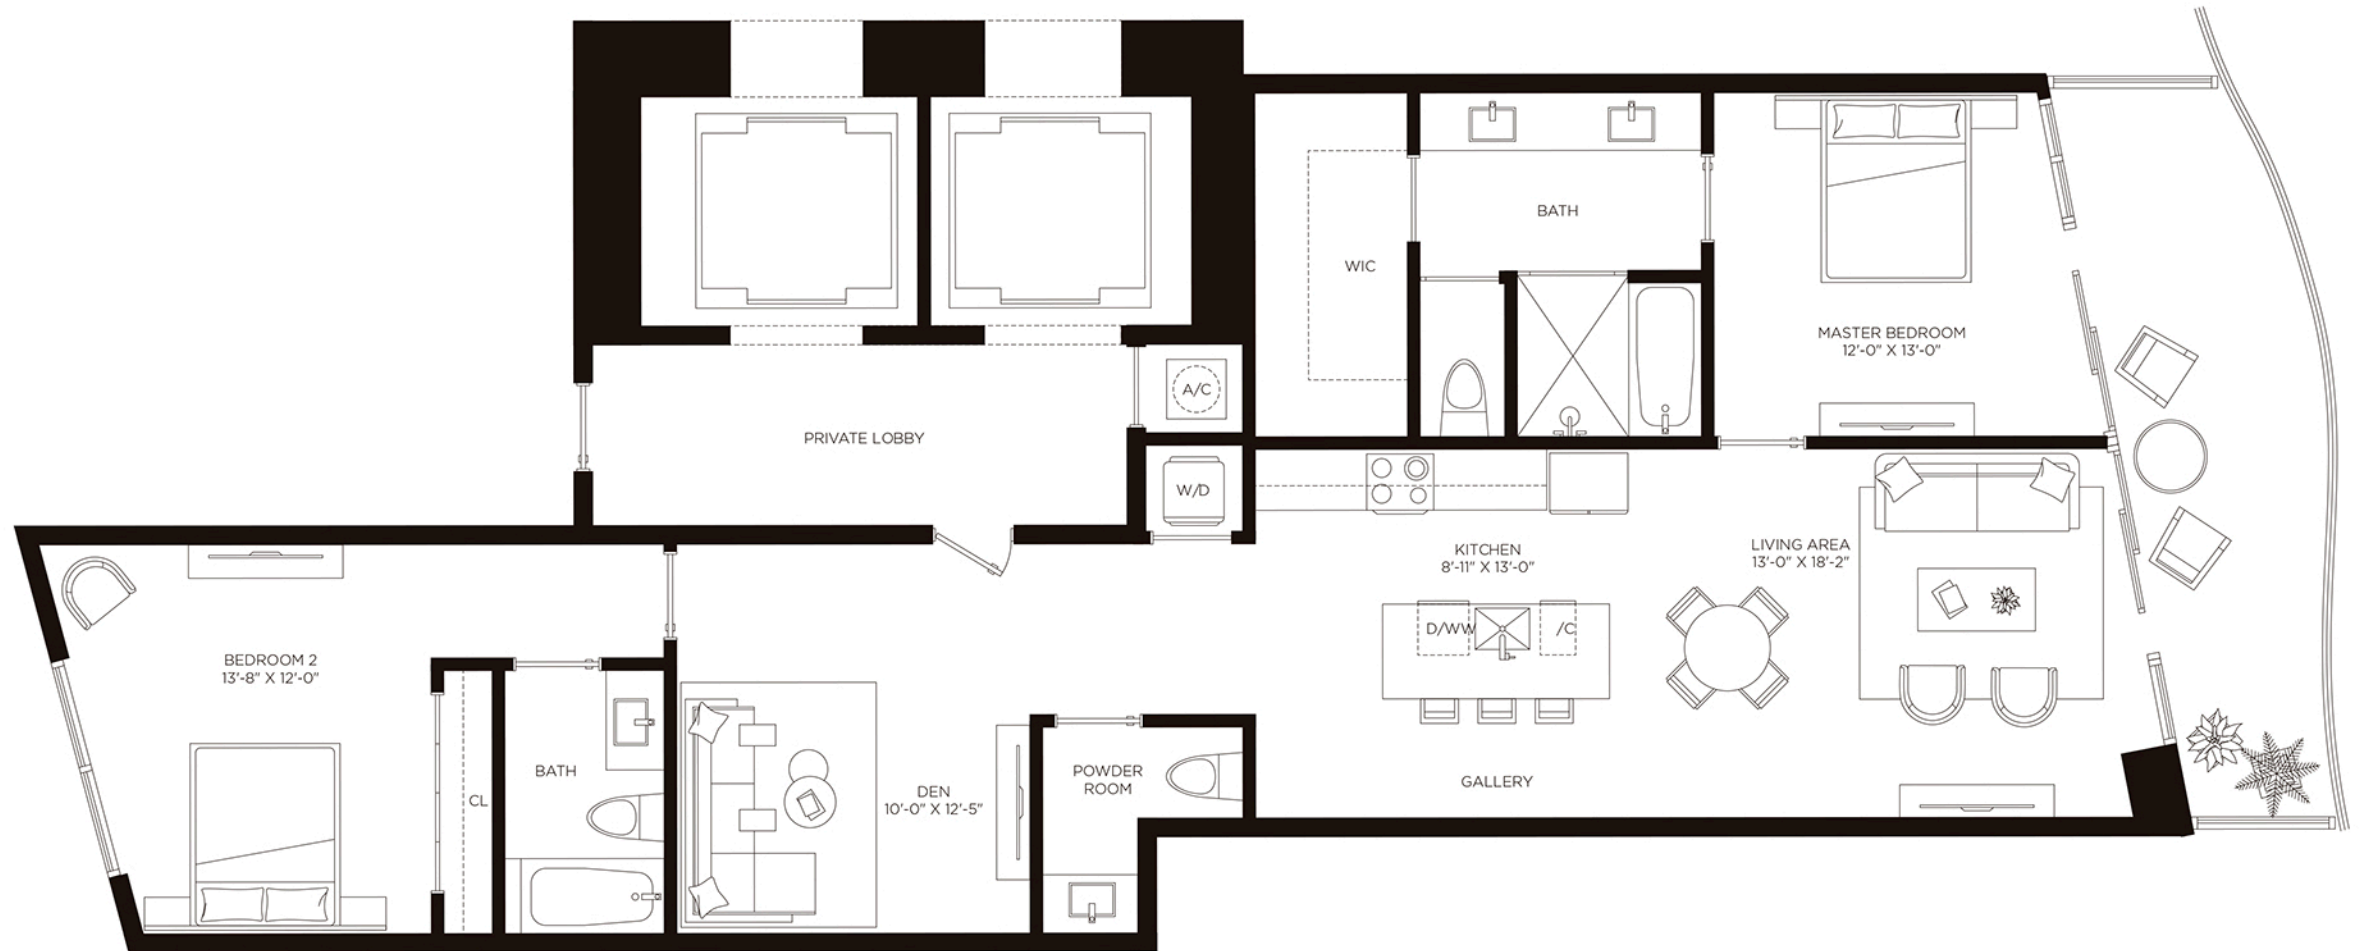 BATH
WIC
MASTER BEDROOM
12'-0" X 13'-0"
A/C
PRIVATE LOBBY
W/D
KITCHEN
8'-11" X 13'-0"
LIVING AREA
13'-0" X 18'-2"
D/WW
/C
BEDROOM 2
13'-8" X 12'-0"
BATH
CL
DEN
10'-0" X 12'-5"
POWDER
ROOM
GALLERY